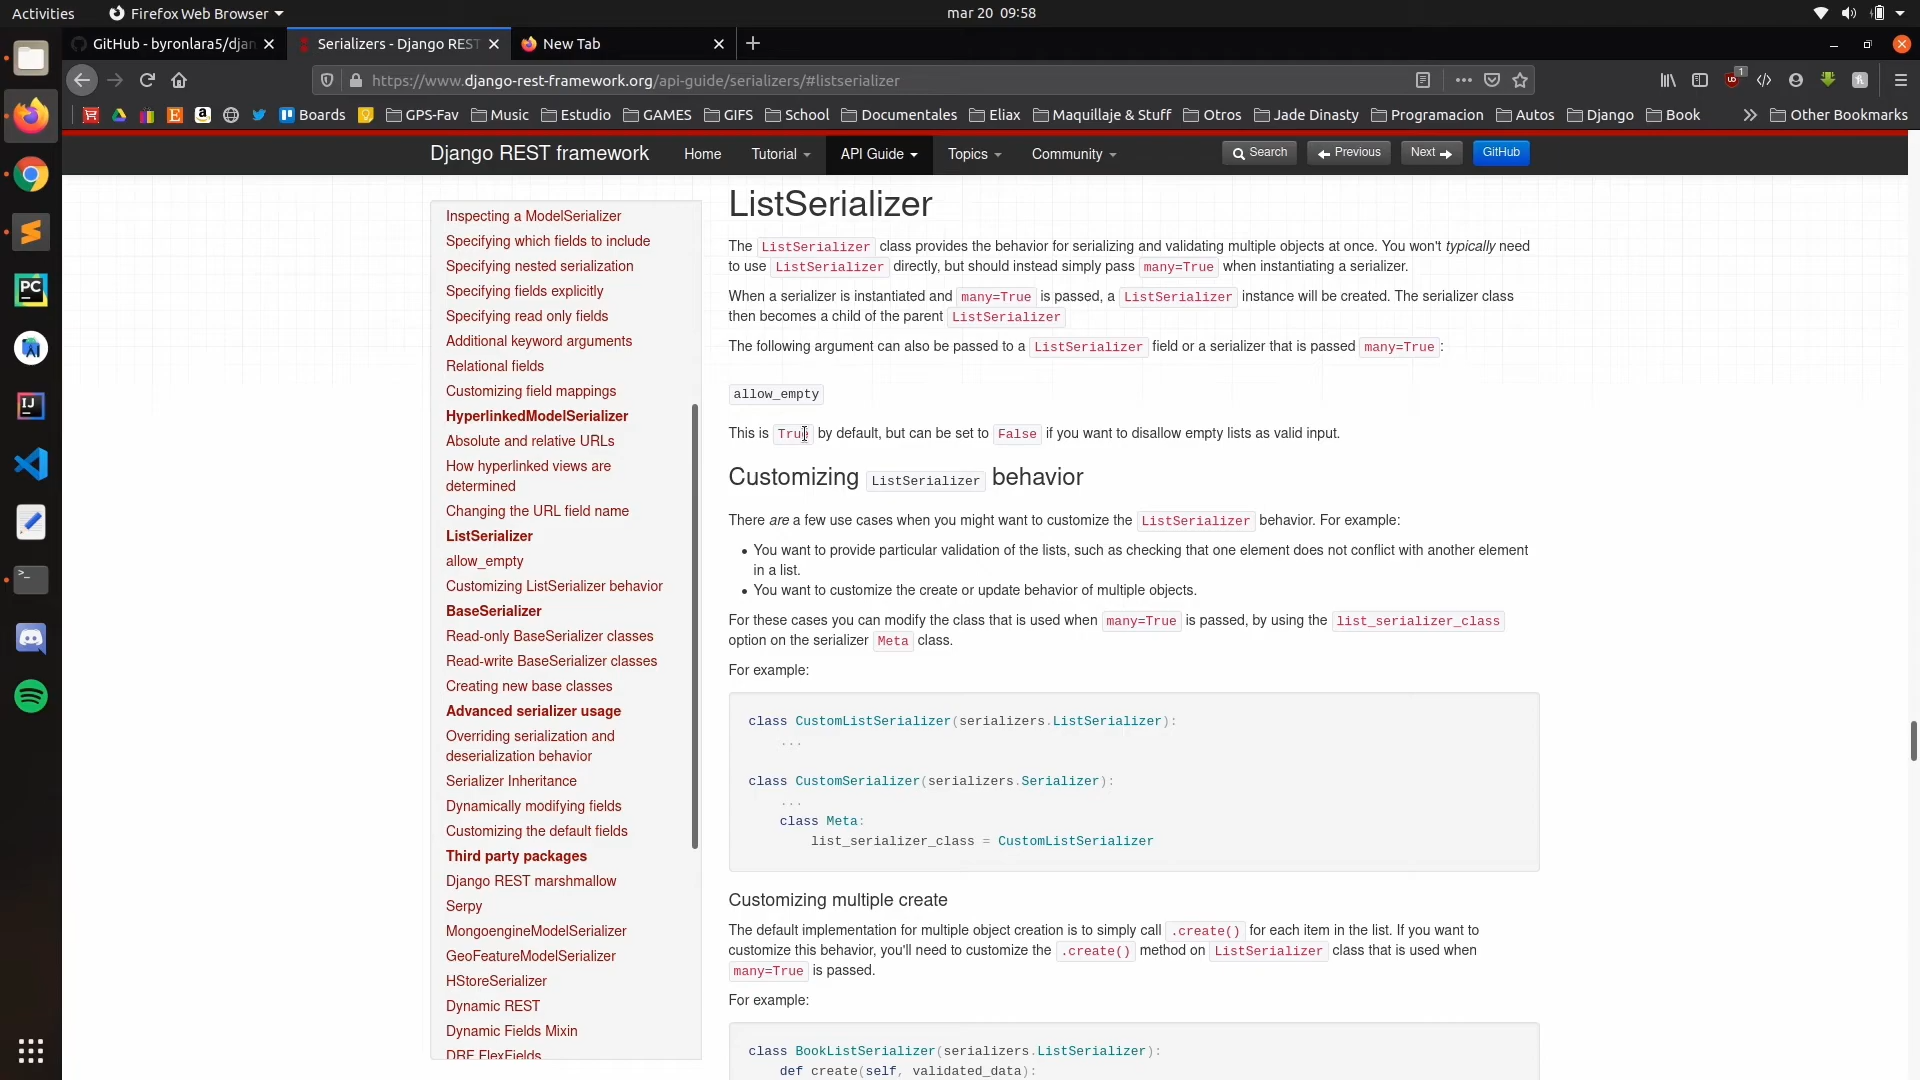 Activities
Firefox Web Browser
mar 20 09:58
GitHub - byronlara5/djan
Serializers - Django REST
New Tab
https://www.django-rest-framework.org/api-guide/serializers/#listserializer
1
Boards
GPS-Fav
Music
Estudio
GAMES
GIFS
School
Documentales
Eliax
Maquillaje & Stuff
Otros
Jade Dinasty
Programacion
Autos
Django
Book
Other Bookmarks
Django REST framework
Home
Tutorial
API Guide
Topics
Community
Search
Previous
Next
GitHub
Inspecting a ModelSerializer
Specifying which fields to include
Specifying nested serialization
Specifying fields explicitly
Specifying read only fields
Additional keyword arguments
Relational fields
Customizing field mappings
HyperlinkedModelSerializer
Absolute and relative URLs
How hyperlinked views are
determined
Changing the URL field name
ListSerializer
allow_empty
Customizing ListSerializer behavior
BaseSerializer
Read-only BaseSerializer classes
Read-write BaseSerializer classes
Creating new base classes
Advanced serializer usage
Overriding serialization and
deserialization behavior
Serializer Inheritance
Dynamically modifying fields
Customizing the default fields
Third party packages
Django REST marshmallow
Serpy
MongoengineModelSerializer
GeoFeatureModelSerializer
HStoreSerializer
Dynamic REST
Dynamic Fields Mixin
DRF FlexFields
ListSerializer
The ListSerializer class provides the behavior for serializing and validating multiple objects at once. You won't typically need
to use ListSerializer directly, but should instead simply pass many=True when instantiating a serializer.
When a serializer is instantiated and many=True is passed, a ListSerializer instance will be created. The serializer class
then becomes a child of the parent ListSerializer
The following argument can also be passed to a ListSerializer field or a serializer that is passed many=True:
allow_empty
This is True by default, but can be set to False if you want to disallow empty lists as valid input.
Customizing ListSerializer behavior
There are a few use cases when you might want to customize the ListSerializer behavior. For example:
• You want to provide particular validation of the lists, such as checking that one element does not conflict with another element
in a list.
• You want to customize the create or update behavior of multiple objects.
For these cases you can modify the class that is used when many=True is passed, by using the list_serializer_class
option on the serializer Meta class.
For example:
class CustomListSerializer(serializers.ListSerializer):
...
class CustomSerializer(serializers.Serializer):
...
class Meta:
list_serializer_class = CustomListSerializer
Customizing multiple create
The default implementation for multiple object creation is to simply call .create() for each item in the list. If you want to
customize this behavior, you'll need to customize the .create() method on ListSerializer class that is used when
many=True is passed.
For example:
class BookListSerializer(serializers.ListSerializer):
def create(self, validated_data):
PC
IJ